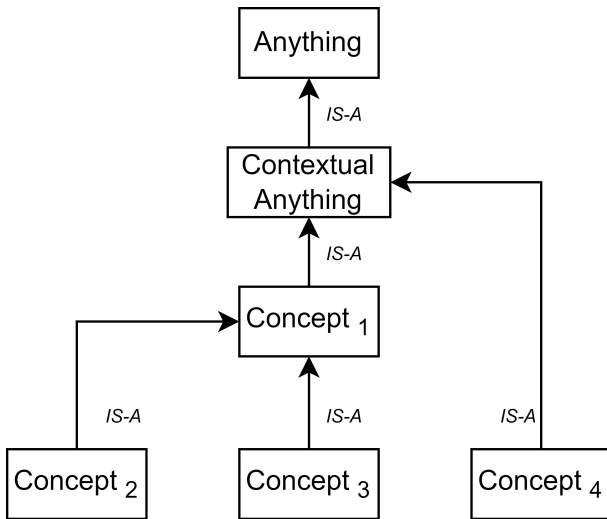 Anything
IS-A
Contextual
Anything
IS-A
Concept 1
IS-A
IS-A
IS-A
Concept 2
Concept 3
Concept 4